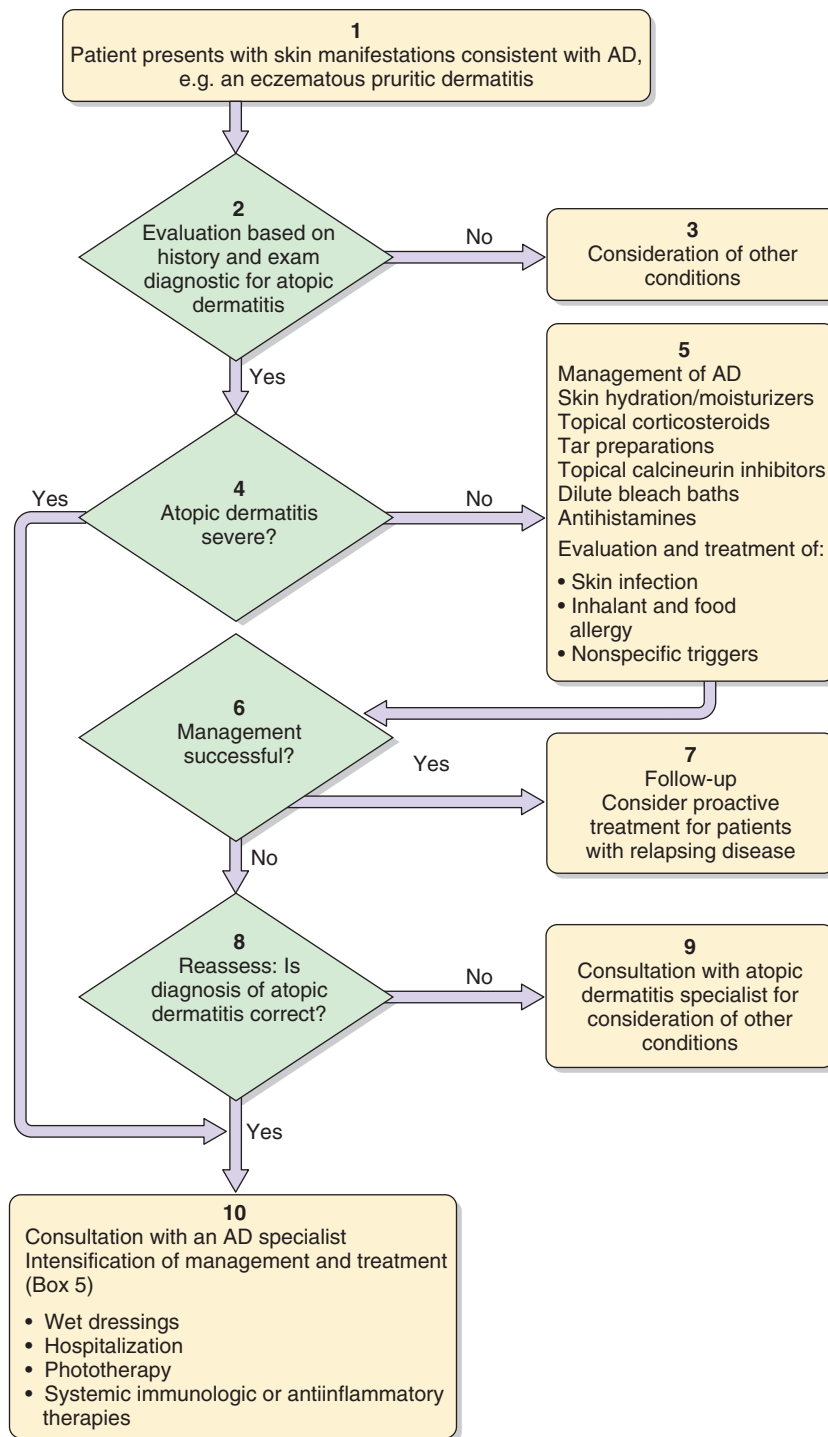 1
Patient presents with skin manifestations consistent with AD,
e.g. an eczematous pruritic dermatitis
2
Evaluation based on
history and exam
diagnostic for atopic
dermatitis
No
3
Consideration of other
conditions
Yes
4
Atopic dermatitis
severe?
Yes
No
5
Management of AD
Skin hydration/moisturizers
Topical corticosteroids
Tar preparations
Topical calcineurin inhibitors
Dilute bleach baths
Antihistamines
Evaluation and treatment of:
• Skin infection
• Inhalant and food
allergy
• Nonspecific triggers
6
Management
successful?
Yes
7
Follow-up
Consider proactive
treatment for patients
with relapsing disease
No
8
Reassess: Is
diagnosis of atopic
dermatitis correct?
No
9
Consultation with atopic
dermatitis specialist for
consideration of other
conditions
Yes
10
Consultation with an AD specialist
Intensification of management and treatment
(Box 5)
• Wet dressings
• Hospitalization
• Phototherapy
• Systemic immunologic or antiinflammatory
therapies